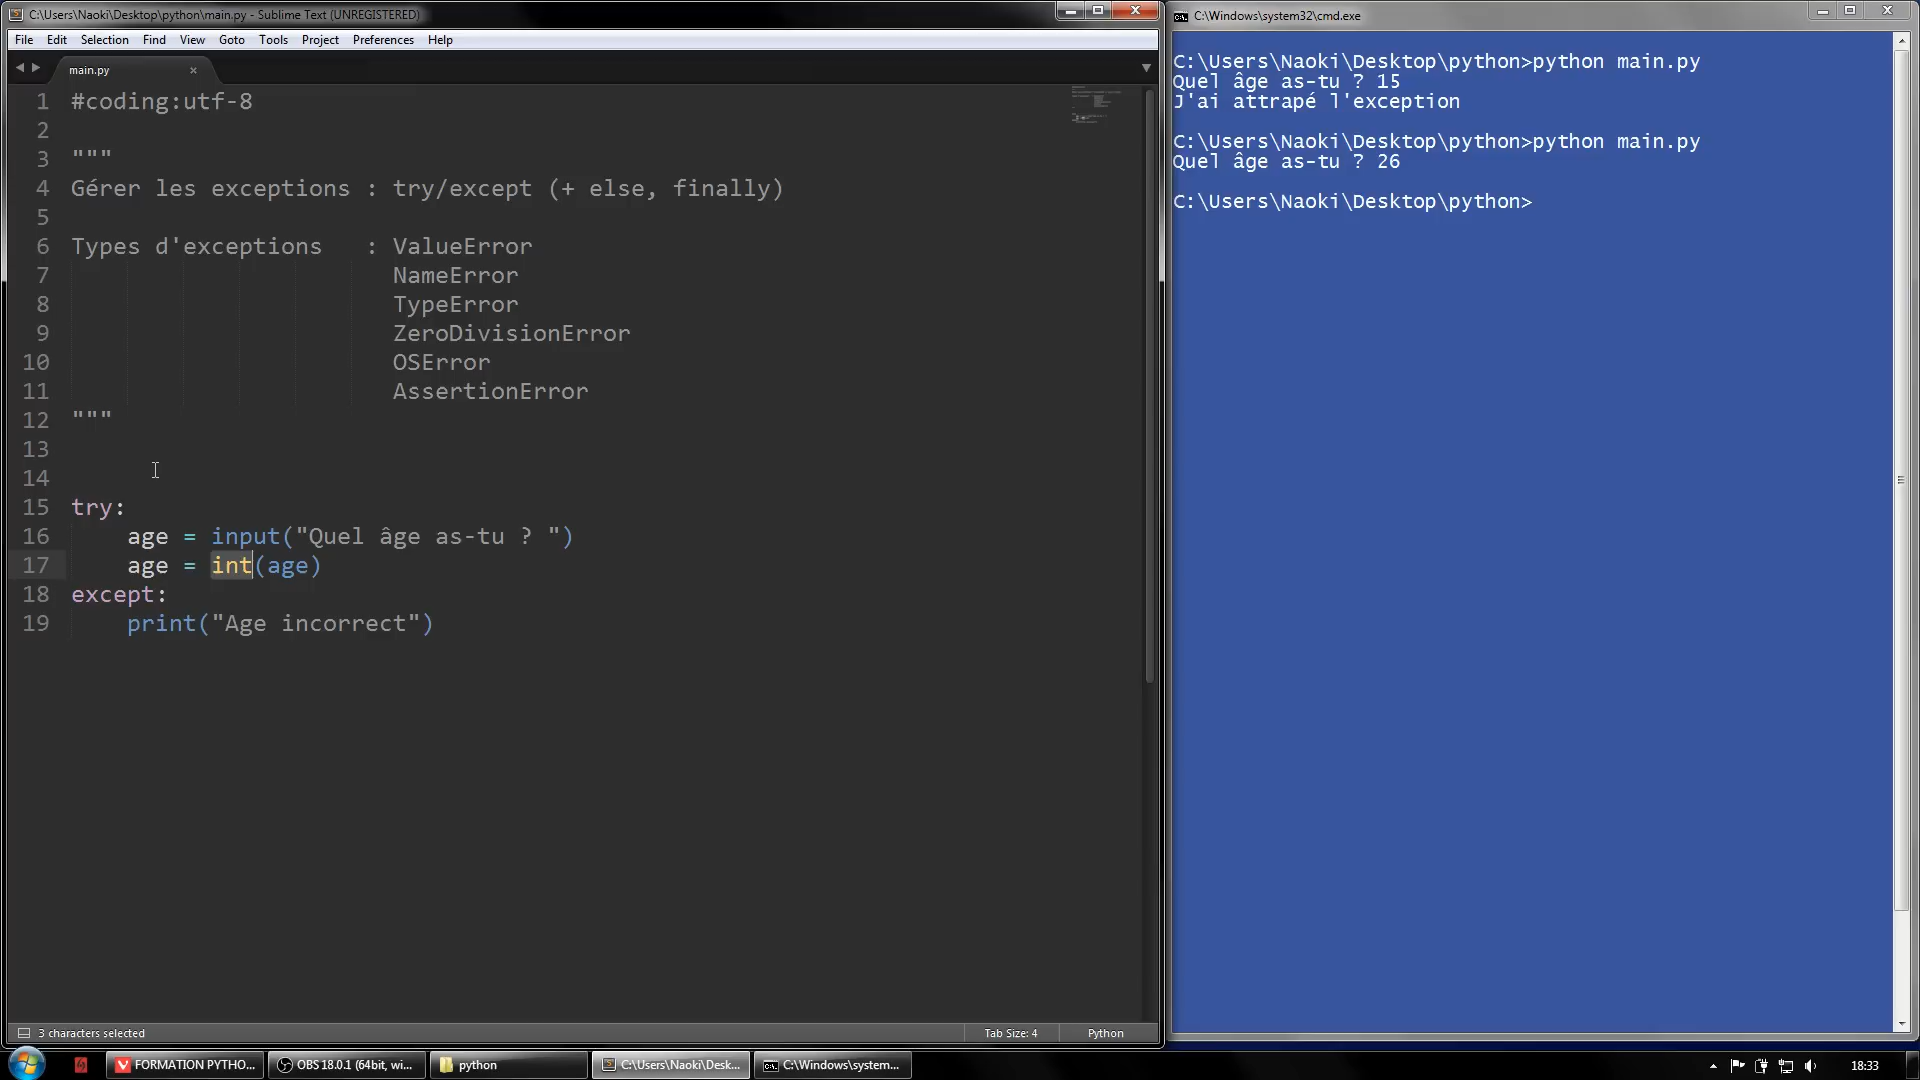 C:\Users\Naoki\Desktop\python\main.py - Sublime Text (UNREGISTERED)
File Edit Selection Find View Goto Tools Project Preferences Help
main.py
1 #coding:utf-8
2
3 """
4 Gérer les exceptions : try/except (+ else, finally)
5
6 Types d'exceptions : ValueError
7 NameError
8 TypeError
9 ZeroDivisionError
10 OSError
11 AssertionError
12 """
13
14
15 try:
16 age = input("Quel âge as-tu ? ")
17 age = int(age)
18 except:
19 print("Age incorrect")
3 characters selected
Tab Size: 4
Python
C:\Windows\system32\cmd.exe
C:\Users\Naoki\Desktop\python>python main.py
Quel âge as-tu ? 15
J'ai attrapé l'exception
C:\Users\Naoki\Desktop\python>python main.py
Quel âge as-tu ? 26
C:\Users\Naoki\Desktop\python>
FORMATION PYTHO...
OBS 18.0.1 (64bit, wi...
python
C:\Users\Naoki\Desk...
C:\Windows\system...
18:33